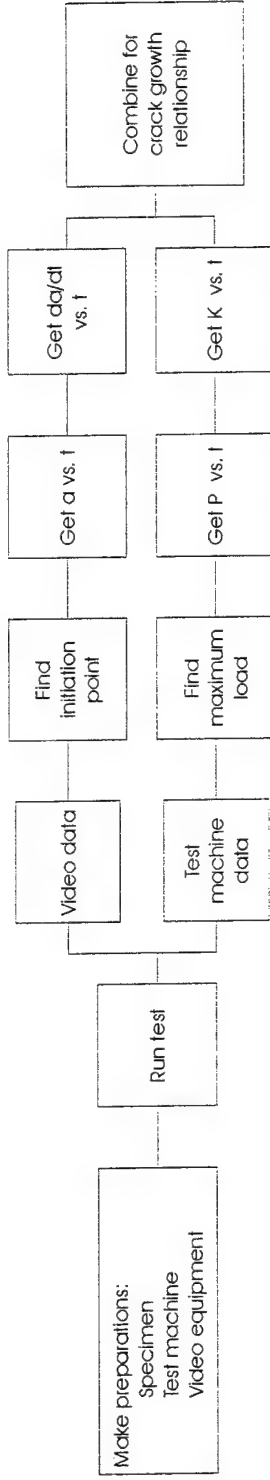 Make preparations:
Specimen
Test machine
Video equipment
Run test
Video data
Find
initiation
point
Get a vs. t
Get da/dt
vs. t
Test
machine
data
Find
maximum
load
Get P vs. t
Get K vs. t
Combine for
crack growth
relationship